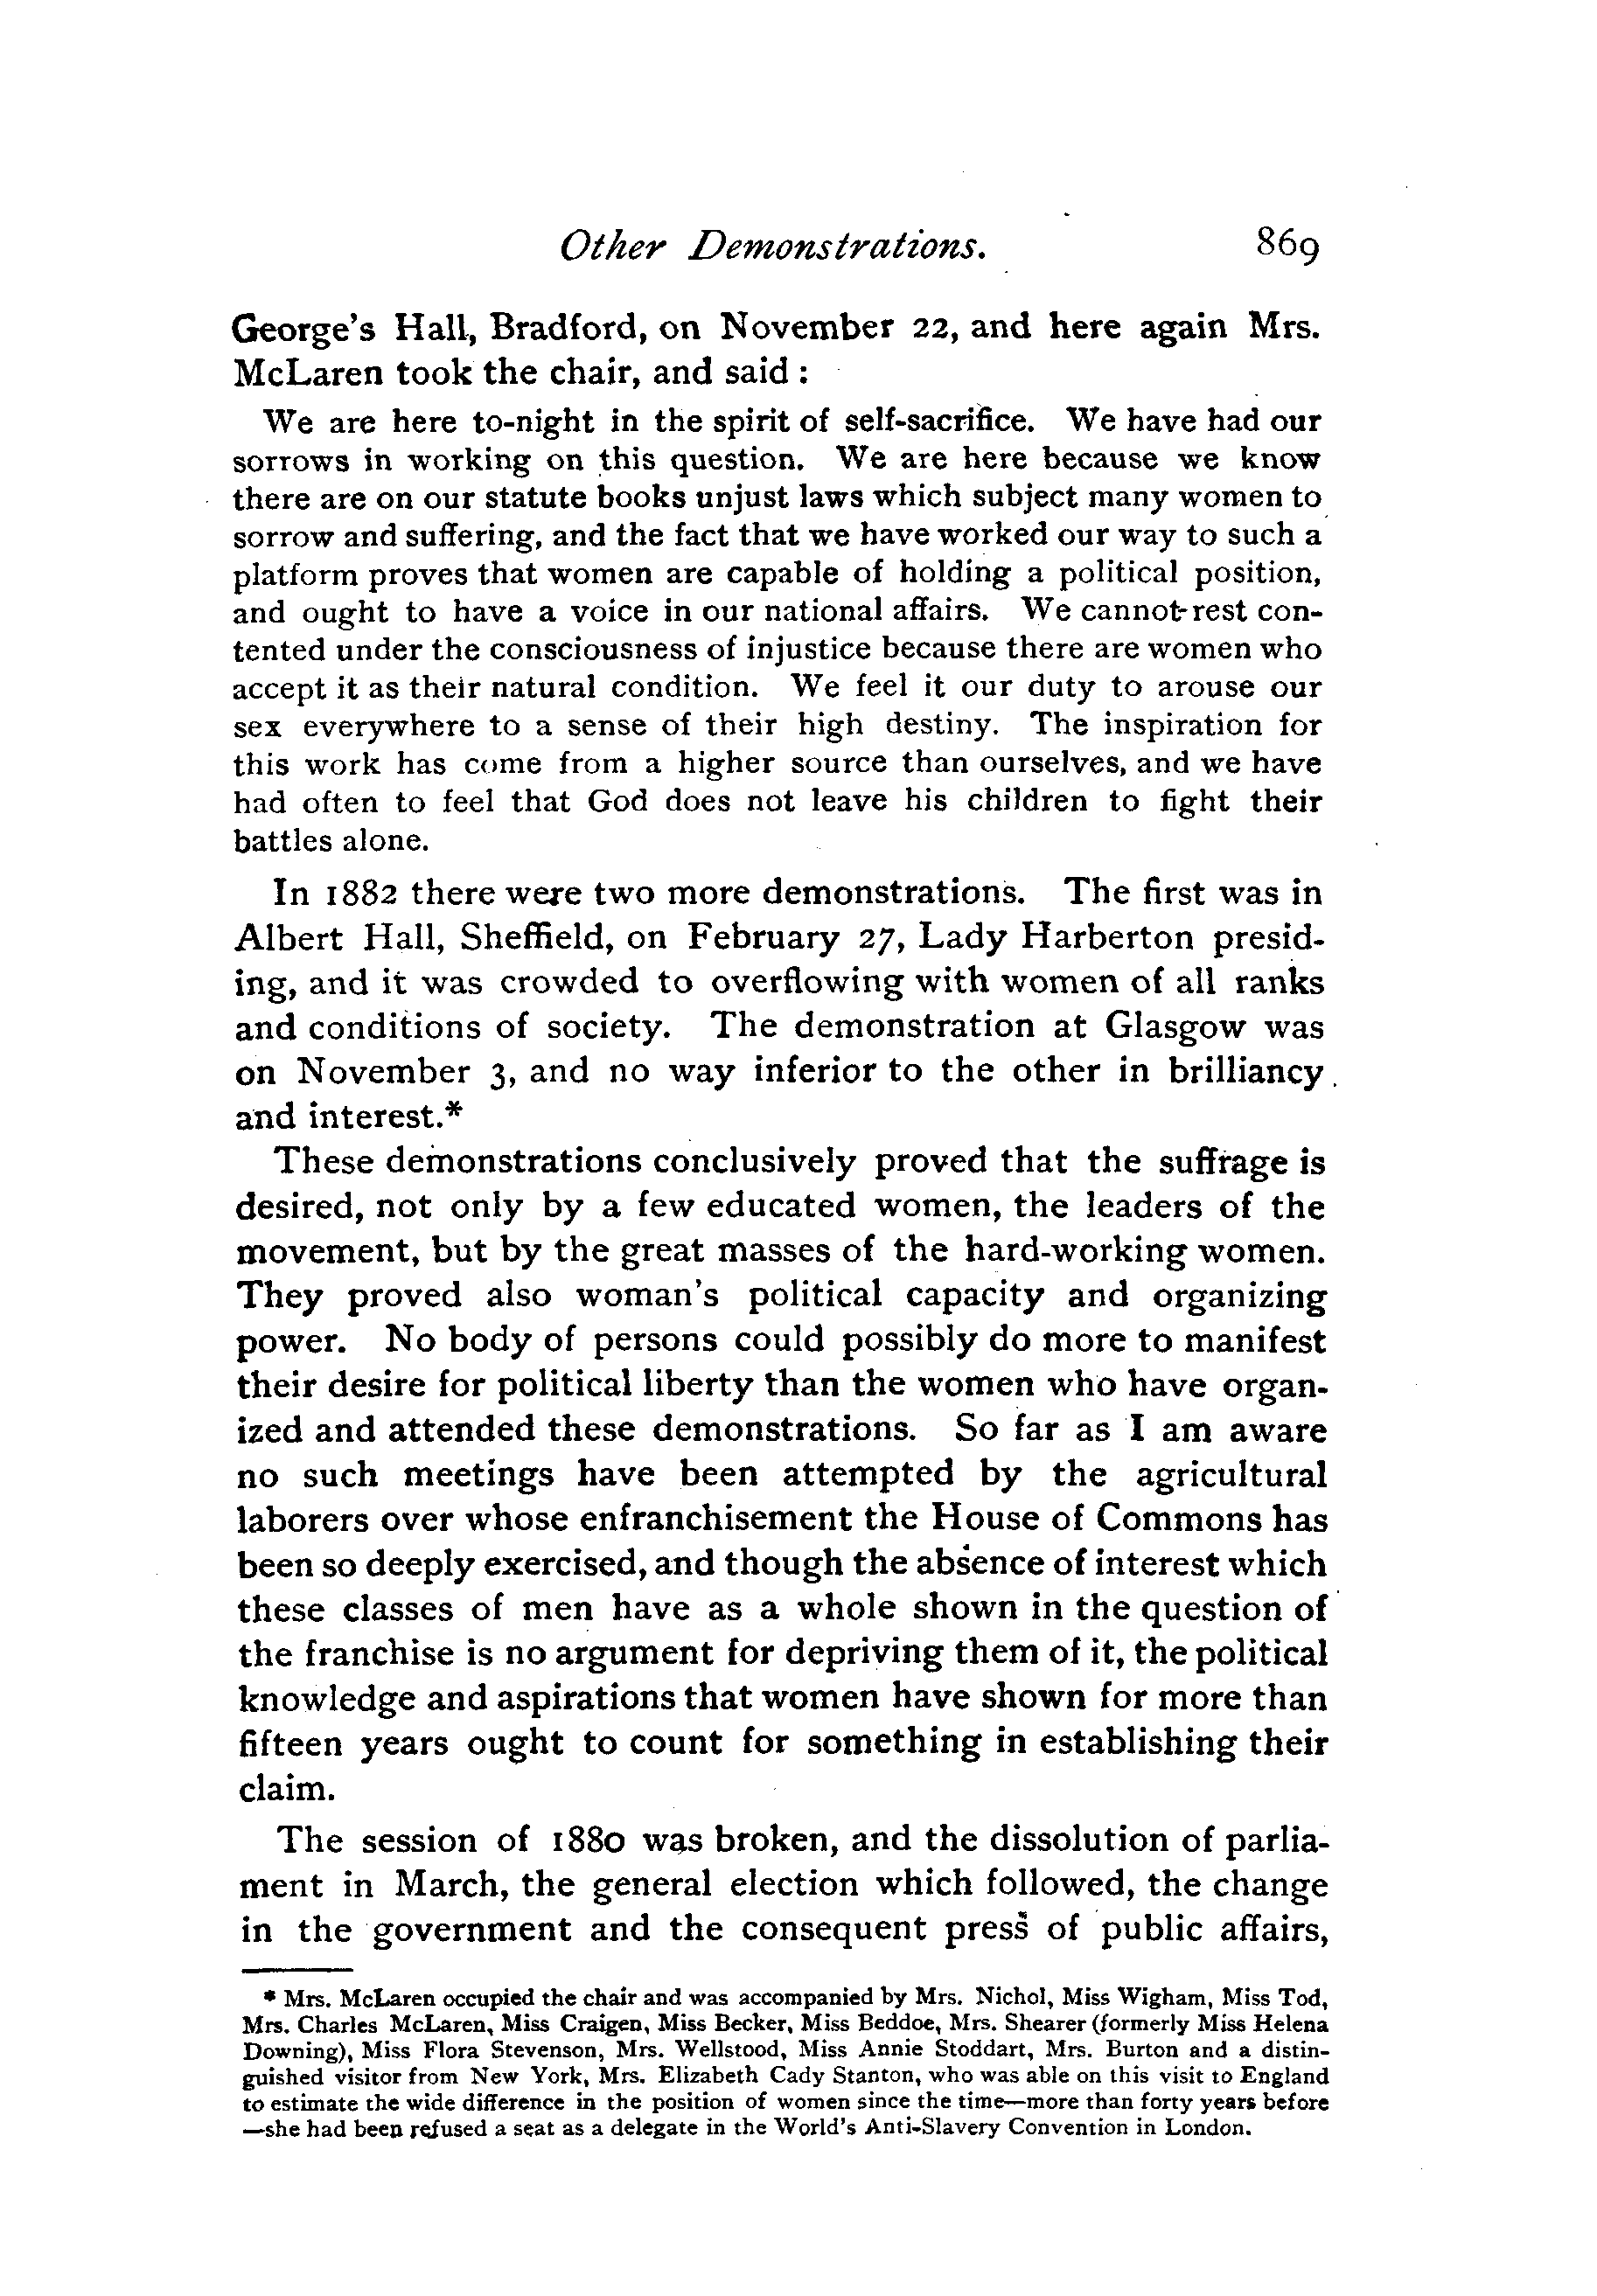 Other Demonstrations. 869
George's Hall, Bradford, on November 22, and here again Mrs.
McLaren took the chair, and said :
We are here to-night in the spirit of self-sacrifice. We have had our
sorrows in working on this question. We are here because we know
there are on our statute books unjust laws which subject many women to
sorrow and suffering, and the fact that we have worked our way to such a
platform proves that women are capable of holding a political position,
and ought to have a voice in our national affairs. We cannot rest con-
tented under the consciousness of injustice because there are women who
accept it as their natural condition. We feel it our duty to arouse our
sex everywhere to a sense of their high destiny. The inspiration for
this work has come from a higher source than ourselves, and we have
had often to feel that God does not leave his children to fight their
battles alone.
In 1882 there were two more demonstrations. The first was in
Albert Hall, Sheffield, on February 27, Lady Harberton presid-
ing, and it was crowded to overflowing with women of all ranks
and conditions of society. The demonstration at Glasgow was
on November 3, and no way inferior to the other in brilliancy
and interest.*
These demonstrations conclusively proved that the suffrage is
desired, not only by a few educated women, the leaders of the
movement, but by the great masses of the hard-working women.
They proved also woman's political capacity and organizing
power. No body of persons could possibly do more to manifest
their desire for political liberty than the women who have organ-
ized and attended these demonstrations. So far as I am aware
no such meetings have been attempted by the agricultural
laborers over whose enfranchisement the House of Commons has
been so deeply exercised, and though the absence of interest which
these classes of men have as a whole shown in the question of
the franchise is no argument for depriving them of it, the political
knowledge and aspirations that women have shown for more than
fifteen years ought to count for something in establishing their
claim.
The session of 1880 was broken, and the dissolution of parlia-
ment in March, the general election which followed, the change
in the government and the consequent press of public affairs,
* Mrs. McLaren occupied the chair and was accompanied by Mrs. Nichol, Miss Wigham, Miss Tod,
Mrs. Charles McLaren, Miss Craigen, Miss Becker, Miss Beddoe, Mrs. Shearer (formerly Miss Helena
Downing), Miss Flora Stevenson, Mrs. Wellstood, Miss Annie Stoddart, Mrs. Burton and a distin-
guished visitor from New York, Mrs. Elizabeth Cady Stanton, who was able on this visit to England
to estimate the wide difference in the position of women since the time—more than forty years before
—she had been refused a seat as a delegate in the World's Anti-Slavery Convention in London.